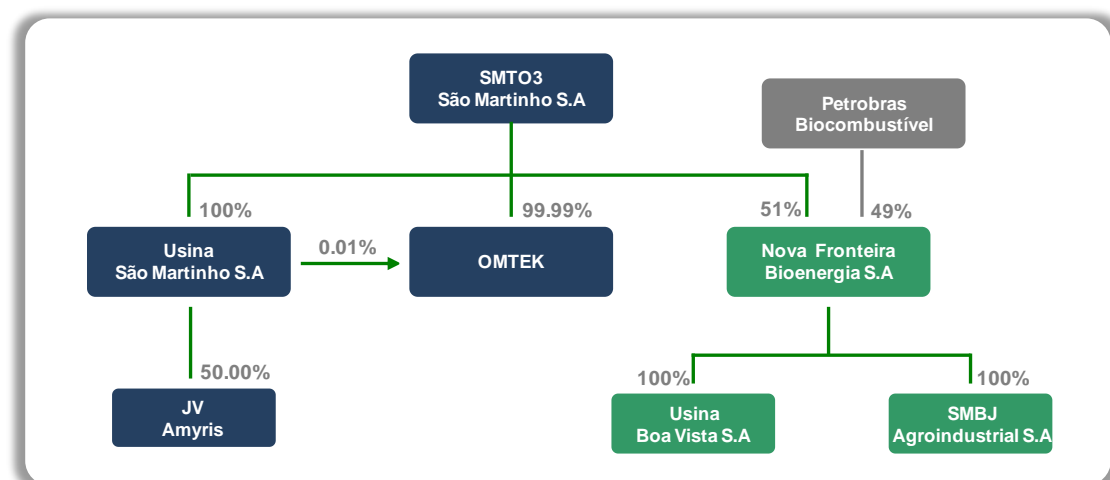 SMTO3
São Martinho S.A
Petrobras
Biocombustível
100%
99.99%
51%
49%
Usina
São Martinho S.A
0.01%
OMTEK
Nova Fronteira
Bioenergia S.A
50.00%
100%
100%
JV
Amyris
Usina
Boa Vista S.A
SMBJ
Agroindustrial S.A